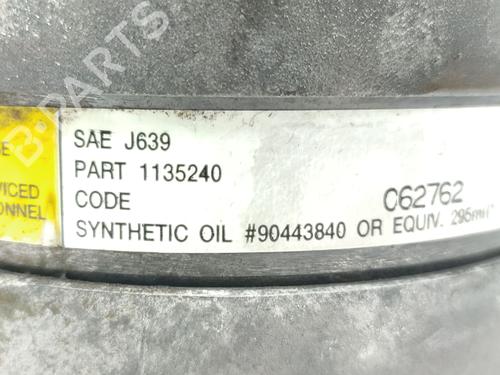 B-PARTS
E
VICED
ONNEL
SAE J639
PART 1135240
CODE C62762
SYNTHETIC OIL #90443840 OR EQUIV. 295ml